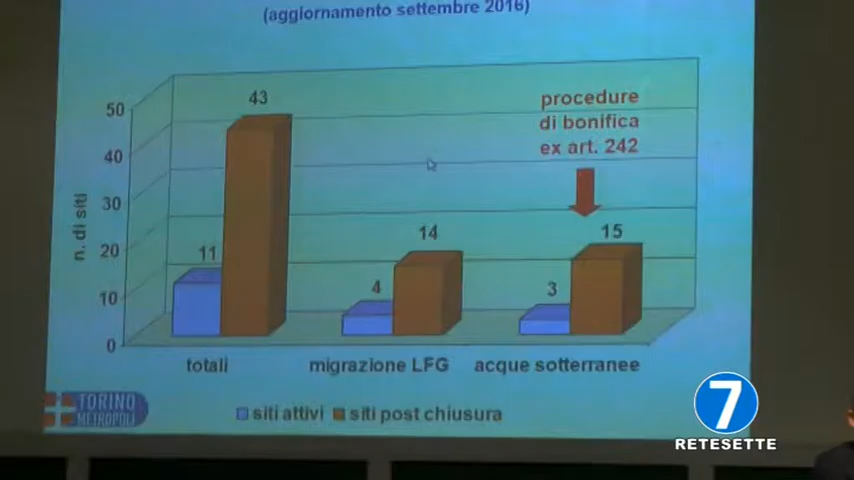 (aggiornamento settembre 2016)
50
40
30
20
10
0
n. di siti
43
11
14
4
15
3
procedure
di bonifica
ex art. 242
totali
migrazione LFG
acque sotterranee
siti attivi
siti post chiusura
TORINO
METROPOLI
7
RETESETTE